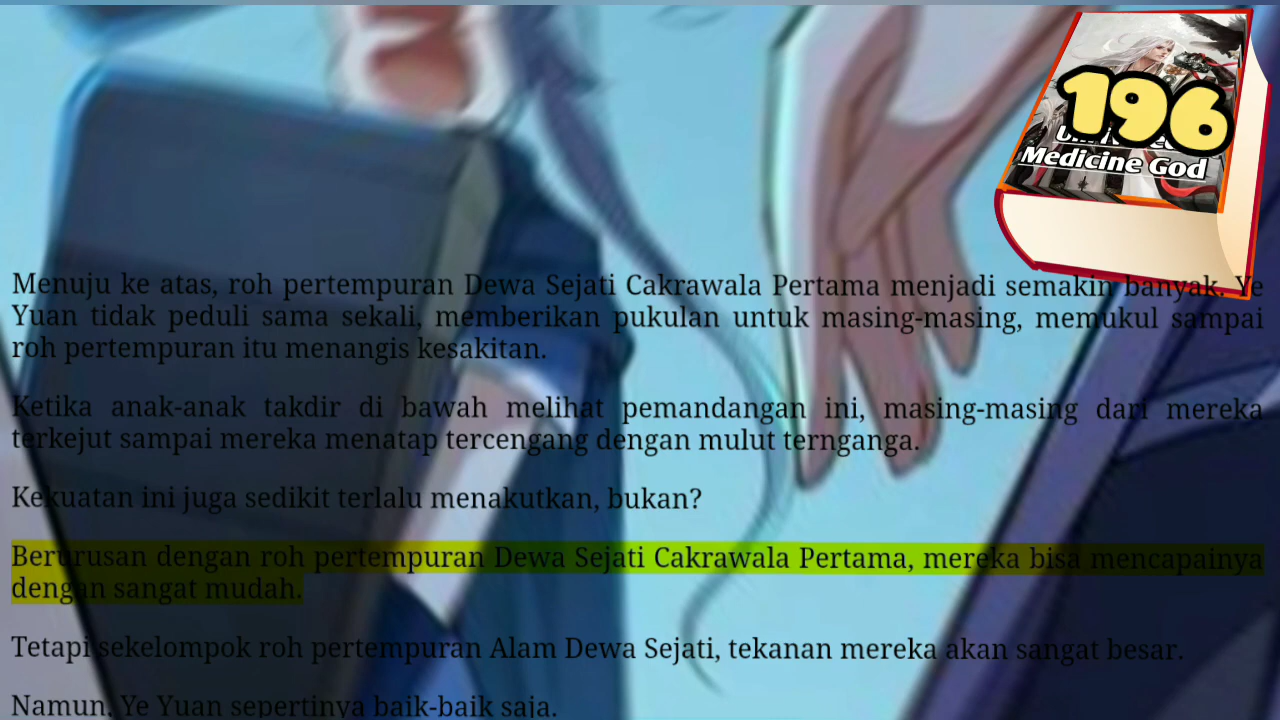 196
Medicine God
Menuju ke atas, roh pertempuran Dewa Sejati Cakrawala Pertama menjadi semakin banyak. Ye
Yuan tidak peduli sama sekali, memberikan pukulan untuk masing-masing, memukul sampai
roh pertempuran itu menangis kesakitan.
Ketika anak-anak takdir di bawah melihat pemandangan ini, masing-masing dari mereka
terkejut sampai mereka menatap tercengang dengan mulut ternganga.
Kekuatan ini juga sedikit terlalu menakutkan, bukan?
Berurusan dengan roh pertempuran Dewa Sejati Cakrawala Pertama, mereka bisa mencapainya
dengan sangat mudah.
Tetapi sekelompok roh pertempuran Alam Dewa Sejati, tekanan mereka akan sangat besar.
Namun, Ye Yuan sepertinya baik-baik saja.